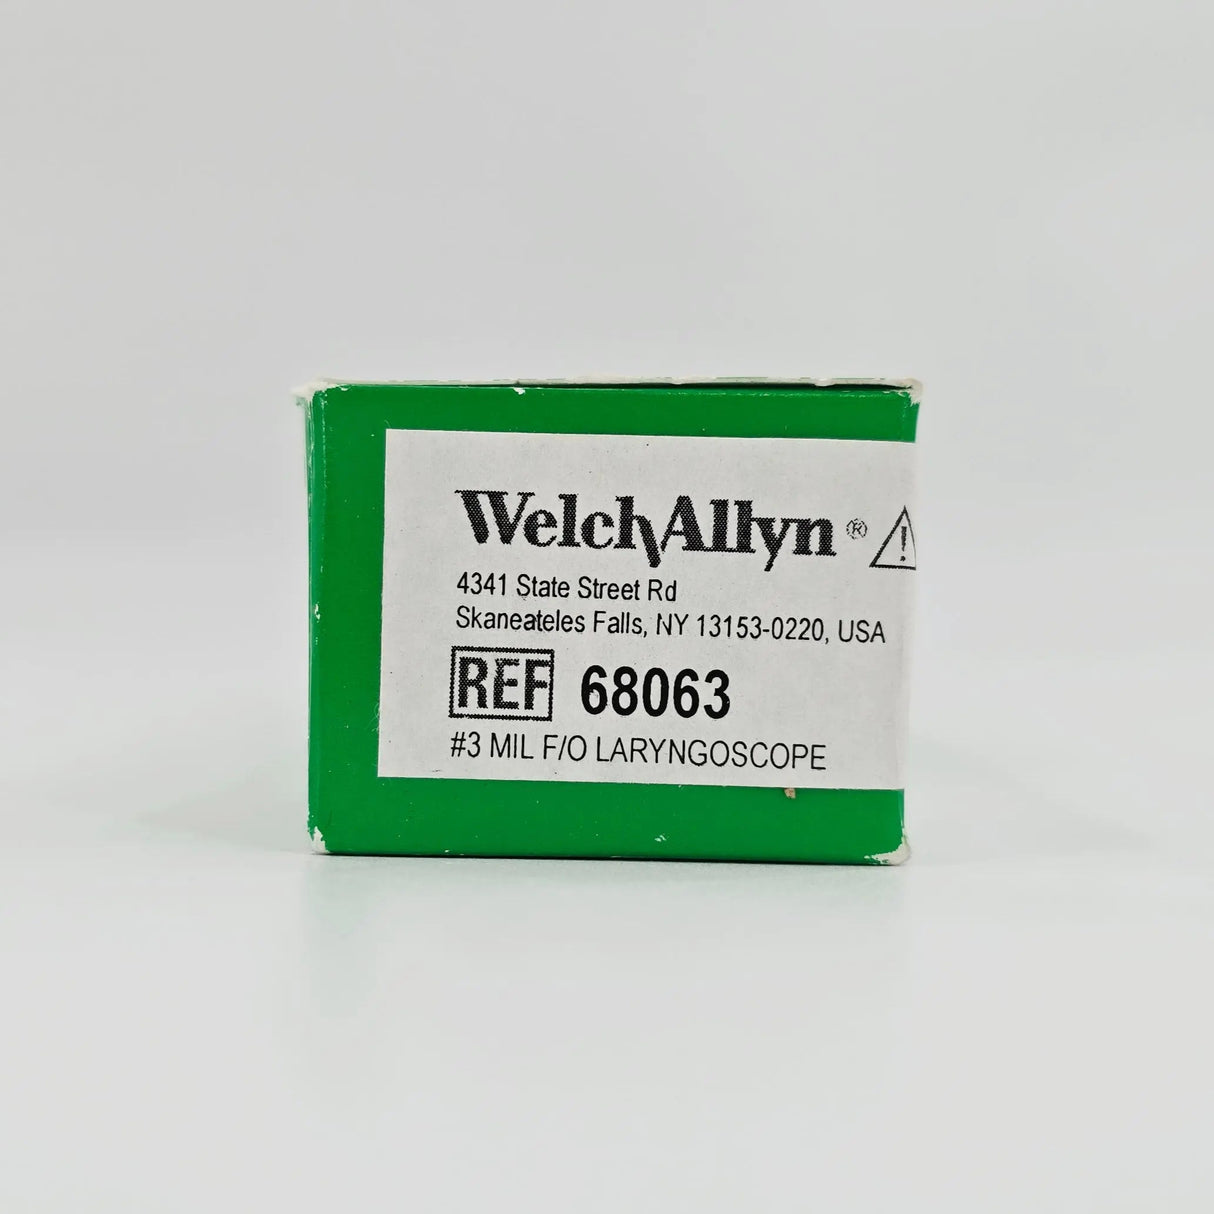 WelchAllyn ®
4341 State Street Rd
Skaneateles Falls, NY 13153-0220, USA
REF 68063
#3 MIL F/O LARYNGOSCOPE